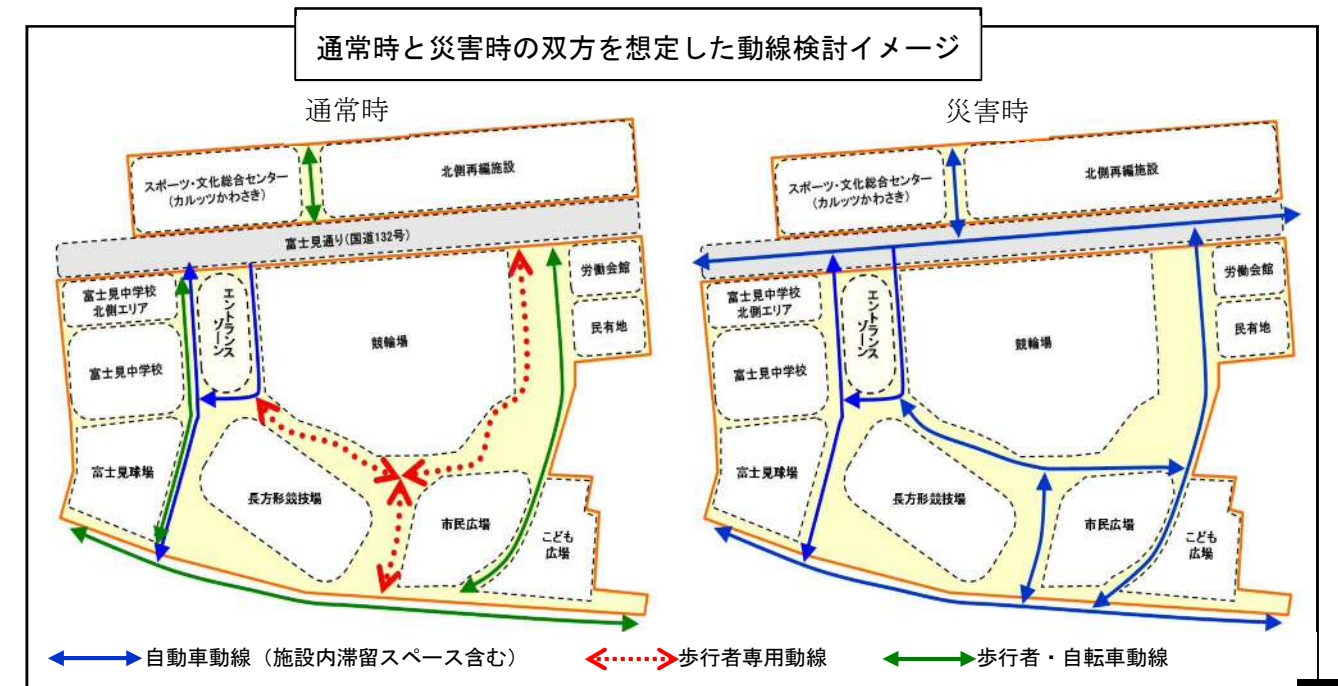 通常時と災害時の双方を想定した動線検討イメージ
通常時
スポーツ・文化総合センター
(カルッツかわさき)
北側再編施設
富士見通り(国道132号)
富士見中学校
北側エリア
エントランス
ゾーン
競輪場
労働会館
民有地
富士見中学校
富士見球場
長方形競技場
市民広場
こども
広場
災害時
スポーツ・文化総合センター
(カルッツかわさき)
北側再編施設
富士見通り(国道132号)
富士見中学校
北側エリア
エントランス
ゾーン
競輪場
労働会館
民有地
富士見中学校
富士見球場
長方形競技場
市民広場
こども
広場
自動車動線(施設内滞留スペース含む)
歩行者専用動線
歩行者・自転車動線